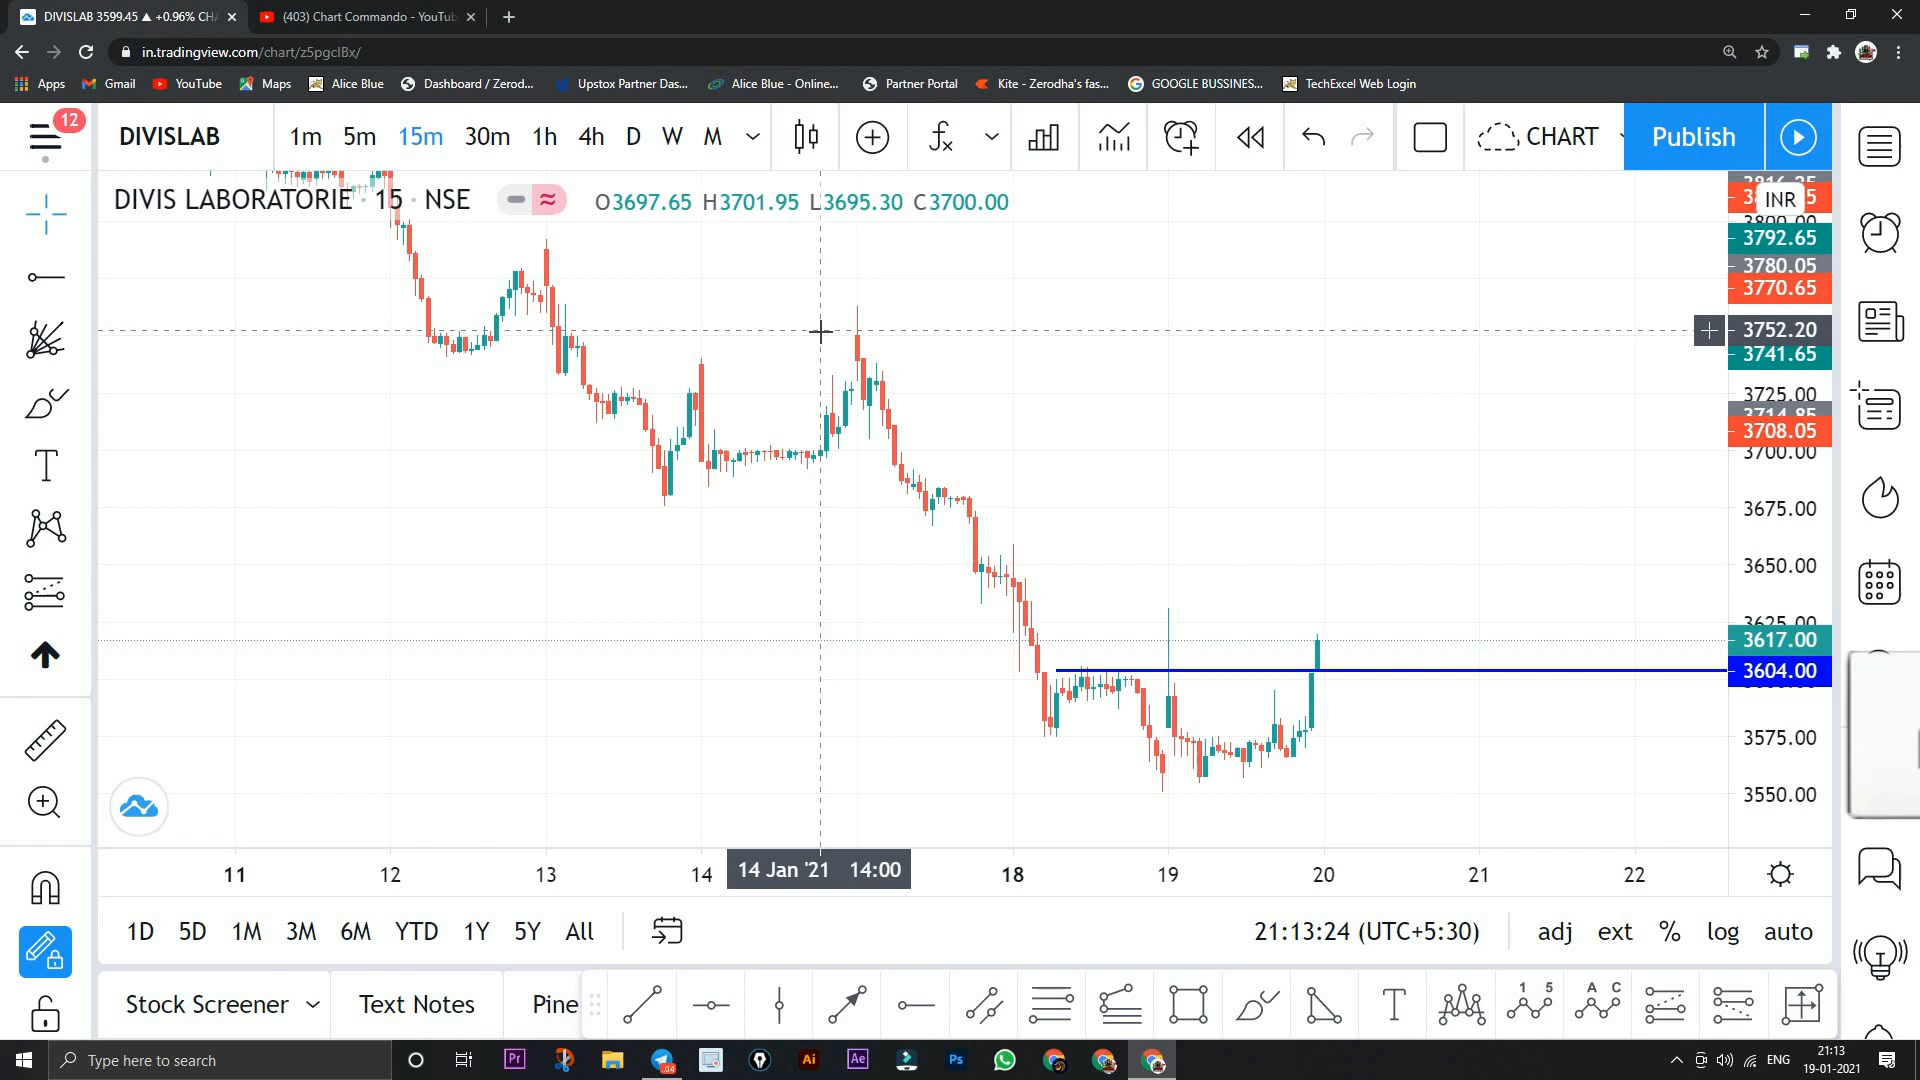 DIVISLAB 3599.45 ▲ +0.96% CH
(403) Chart Commando - YouTub
in.tradingview.com/chart/z5pgclBx/
Apps Gmail YouTube Maps Alice Blue Dashboard / Zerod... Upstox Partner Das... Alice Blue - Online... Partner Portal Kite - Zerodha's fas... GOOGLE BUSSINES... TechExcel Web Login
12
DIVISLAB 1m 5m 15m 30m 1h 4h D W M CHART Publish
DIVIS LABORATORIE · 15 · NSE O3697.65 H3701.95 L3695.30 C3700.00
INR
3792.65
3780.05
3770.65
3752.20
3741.65
3725.00
3714.85
3708.05
3700.00
3675.00
3650.00
3625.00
3617.00
3604.00
3575.00
3550.00
11 12 13 14 14 Jan '21 14:00 18 19 20 21 22
1D 5D 1M 3M 6M YTD 1Y 5Y All 21:13:24 (UTC+5:30) adj ext % log auto
Stock Screener Text Notes Pine
1 5 A C
Type here to search
ENG
21:13
19-01-2021